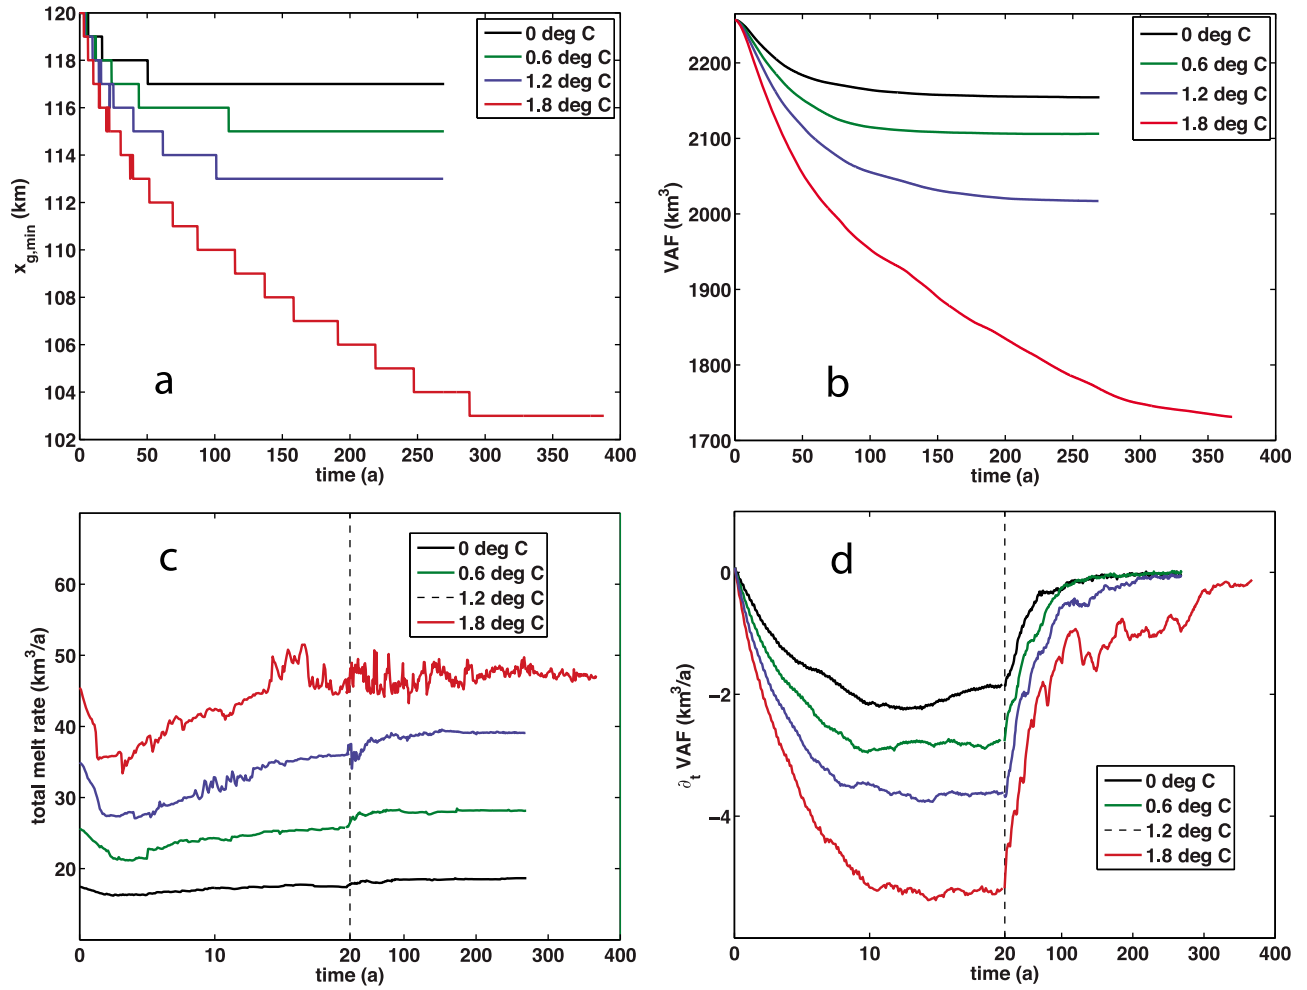 120
118
116
114
112
110
108
106
104
102
x_g,min (km)
0 deg C
0.6 deg C
1.2 deg C
1.8 deg C
a
0 50 100 150 200 250 300 350 400
time (a)
2200
2100
2000
1900
1800
1700
VAF (km³)
0 deg C
0.6 deg C
1.2 deg C
1.8 deg C
b
0 50 100 150 200 250 300 350 400
time (a)
60
50
40
30
20
total melt rate (km³/a)
c
0 deg C
0.6 deg C
1.2 deg C
1.8 deg C
0 10 20 100 200 300 400
time (a)
0
−2
−4
∂_t VAF (km³/a)
d
0 deg C
0.6 deg C
1.2 deg C
1.8 deg C
0 10 20 100 200 300 400
time (a)